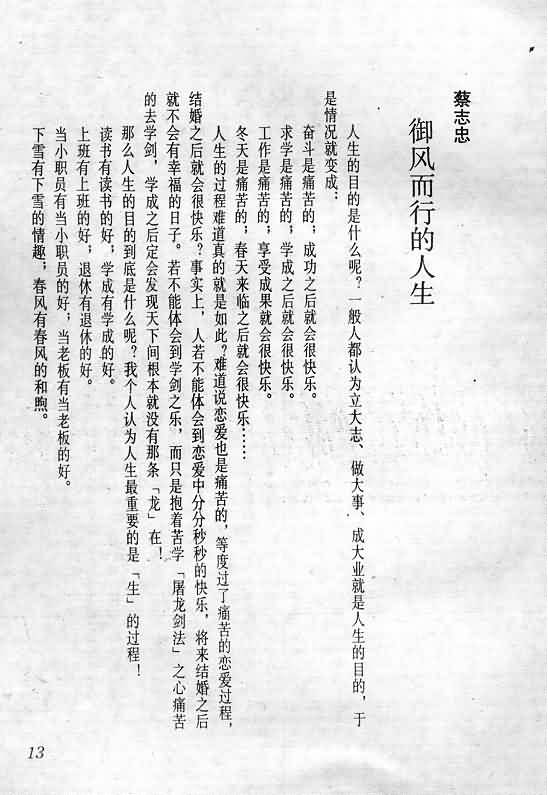 蔡志忠
御风而行的人生
人生的目的是什么呢？一般人都认为立大志、做大事、成大业就是人生的目的，于
是情况就变成：
奋斗是痛苦的；成功之后就会很快乐。
求学是痛苦的；学成之后就会很快乐。
工作是痛苦的；享受成果就会很快乐。
冬天是痛苦的；春天来临之后就会很快乐……
人生的过程难道真的就是如此？难道说恋爱也是痛苦的，等度过了痛苦的恋爱过程，
结婚之后就会很快乐？事实上，人若不能体会到恋爱中分分秒秒的快乐，将来结婚之后
就不会有幸福的日子。若不能体会到学剑之乐，而只是抱着苦学「屠龙剑法」之心痛苦
的去学剑，学成之后定会发现天下间根本就没有那条「龙」在！
那么人生的目的到底是什么呢？我个人认为人生最重要的是「生」的过程！
读书有读书的好，学成有学成的好。
上班有上班的好；退休有退休的好。
当小职员有当小职员的好；当老板有当老板的好。
下雪有下雪的情趣；春风有春风的和煦。
13